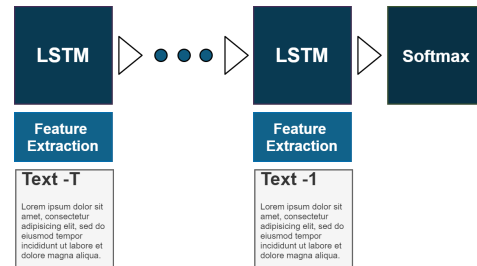 LSTM
LSTM
Softmax
Feature
Extraction
Feature
Extraction
Text -T
Lorem ipsum dolor sit
amet, consectetur
adipisicing elit, sed do
eiusmod tempor
incididunt ut labore et
dolore magna aliqua.
Text -1
Lorem ipsum dolor sit
amet, consectetur
adipisicing elit, sed do
eiusmod tempor
incididunt ut labore et
dolore magna aliqua.